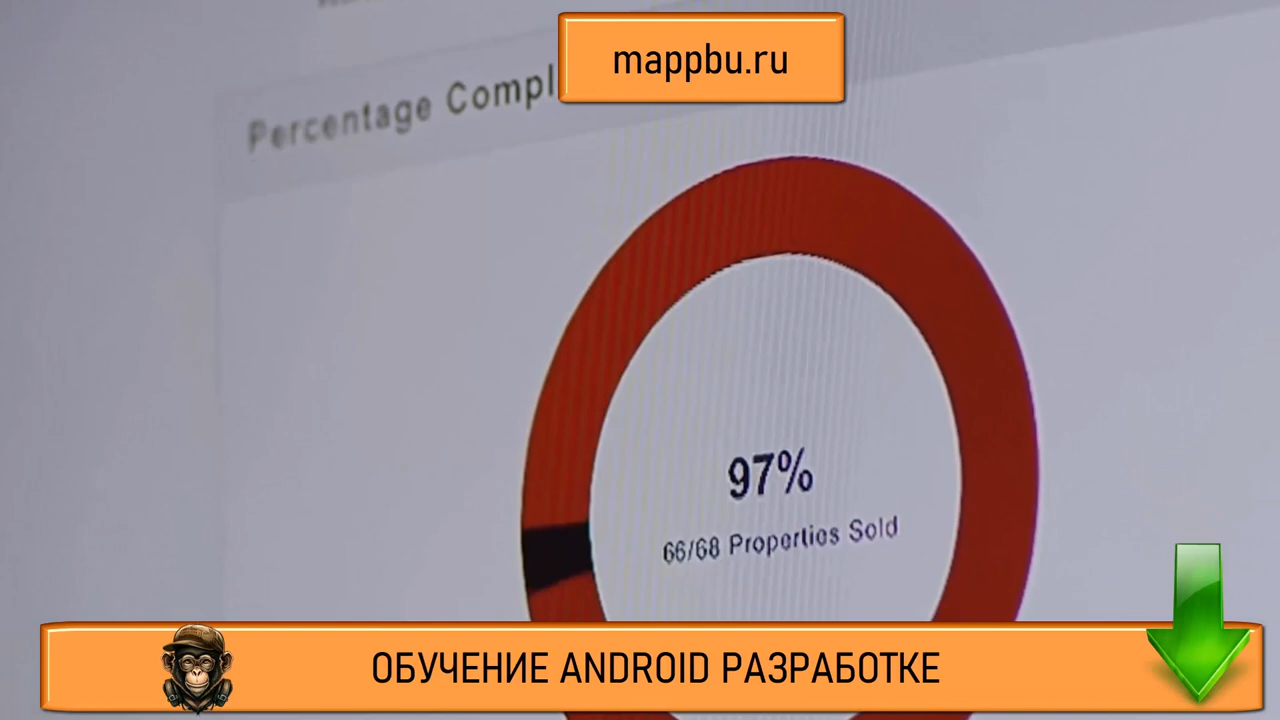 mappbu.ru
Percentage Compl
97%
66/68 Properties Sold
ОБУЧЕНИЕ ANDROID РАЗРАБОТКЕ